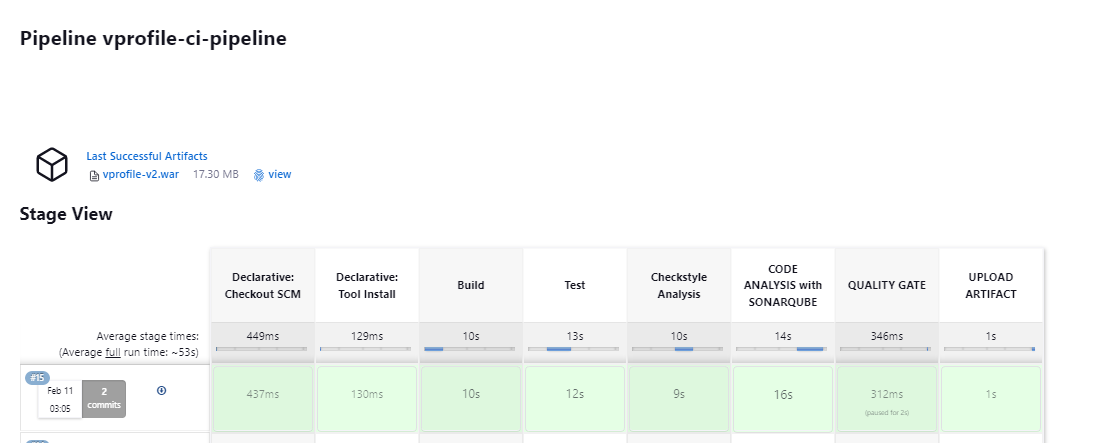 Pipeline vprofile-ci-pipeline
Last Successful Artifacts
vprofile-v2.war 17.30 MB view
Stage View
Declarative: Checkout SCM
Declarative: Tool Install
Build
Test
Checkstyle Analysis
CODE ANALYSIS with SONARQUBE
QUALITY GATE
UPLOAD ARTIFACT
Average stage times:
(Average full run time: ~53s)
449ms 129ms 10s 13s 10s 14s 346ms 1s
#15
Feb 11
03:05
2
commits
437ms 130ms 10s 12s 9s 16s 312ms 1s
(paused for 2s)